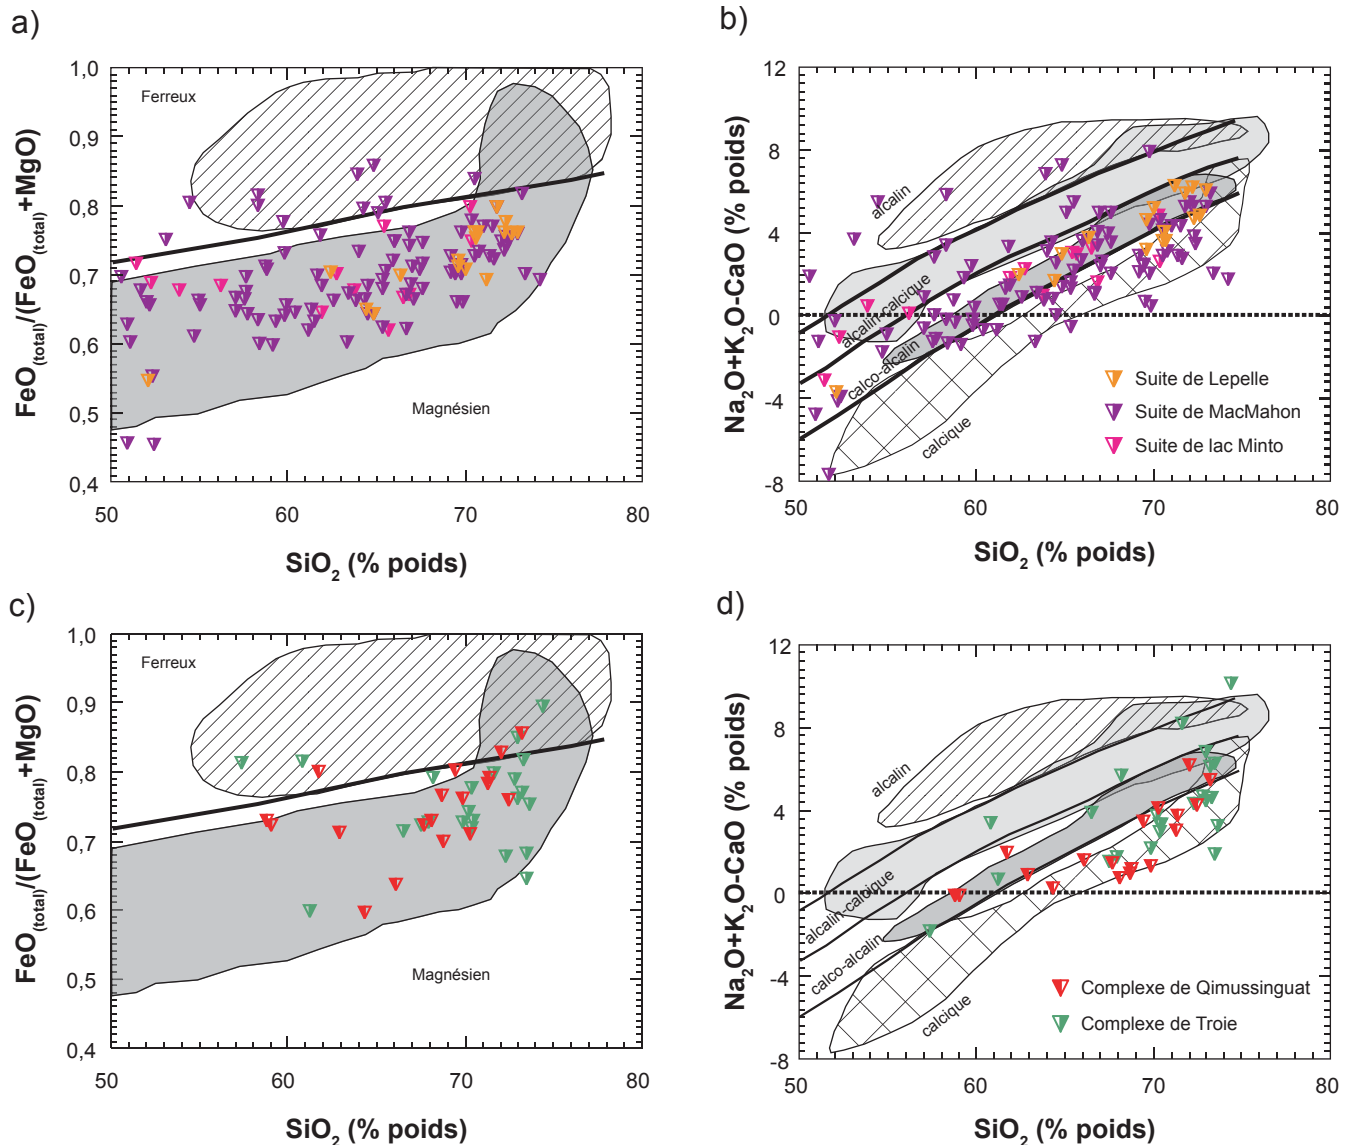 a)
1,0
0,9
0,8
0,7
0,6
0,5
0,4
FeO(total)/(FeO(total)+MgO)
Ferreux
Magnésien
50
60
70
80
SiO2 (% poids)
b)
12
8
4
0
-4
-8
Na2O+K2O-CaO (% poids)
alcalin
alcalin-calcique
calco-alcalin
calcique
Suite de Lepelle
Suite de MacMahon
Suite de lac Minto
50
60
70
80
SiO2 (% poids)
c)
1,0
0,9
0,8
0,7
0,6
0,5
0,4
FeO(total)/(FeO(total)+MgO)
Ferreux
Magnésien
50
60
70
80
SiO2 (% poids)
d)
12
8
4
0
-4
-8
Na2O+K2O-CaO (% poids)
alcalin
alcalin-calcique
calco-alcalin
calcique
Complexe de Qimussinguat
Complexe de Troie
50
60
70
80
SiO2 (% poids)